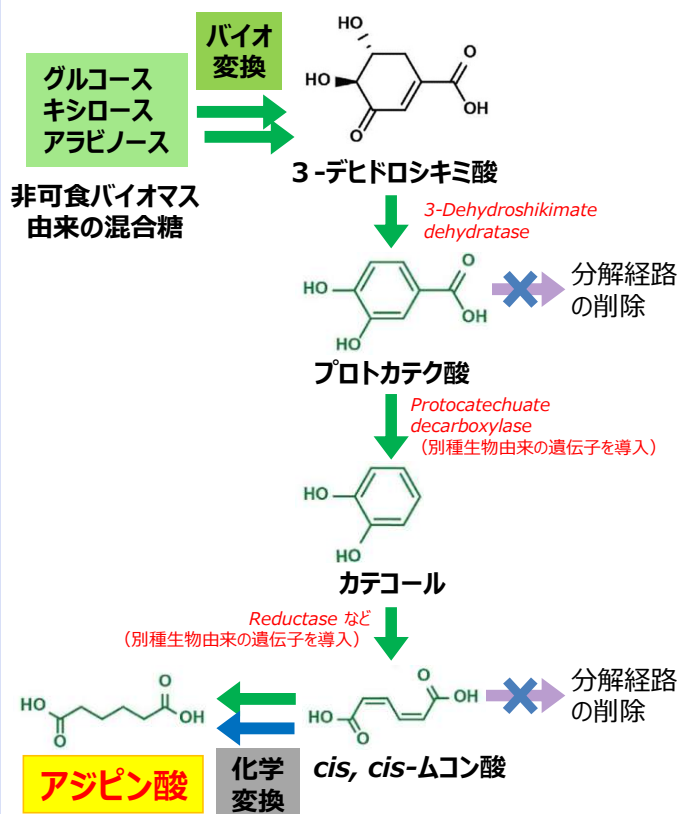 バイオ
変換
グルコース
キシロース
アラビノース
非可食バイオマス
由来の混合糖
HO
HO
O
O
OH
3-デヒドロシキミ酸
3-Dehydroshikimate
dehydratase
HO
HO
O
OH
分解経路
の削除
プロトカテク酸
Protocatechuate
decarboxylase
（別種生物由来の遺伝子を導入）
HO
HO
カテコール
Reductase など
（別種生物由来の遺伝子を導入）
HO
O
O
OH
HO
O
O
OH
分解経路
の削除
アジピン酸
化学
変換
cis, cis-ムコン酸